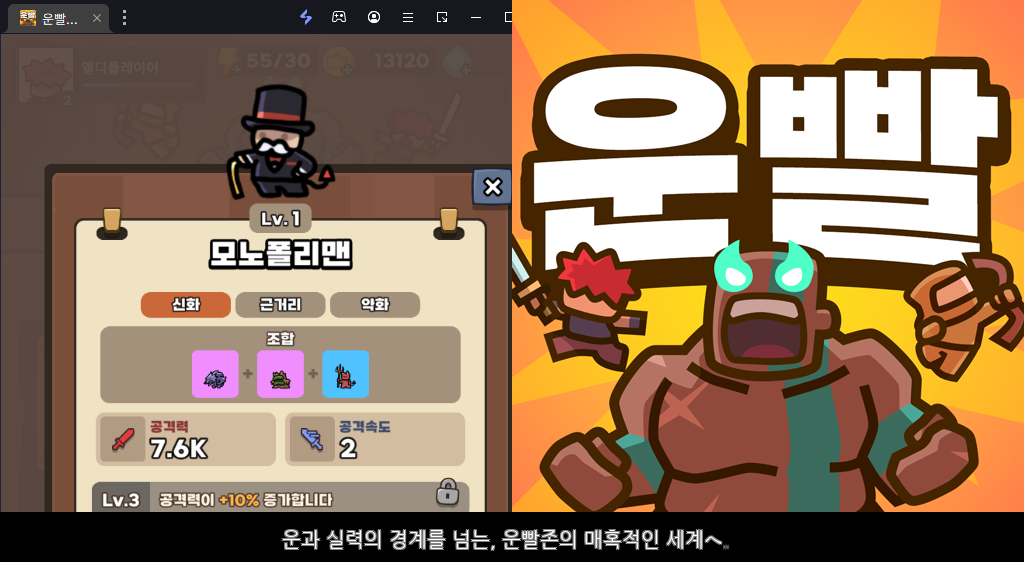 운빨...
엘디플레이어
2
55/30
13120
Lv.1
모노폴리맨
신화
근거리
악화
조합
+
+
공격력
7.6K
공격속도
2
Lv.3
공격력이 +10% 증가합니다
운빨
운과 실력의 경계를 넘는, 운빨존의 매혹적인 세계로